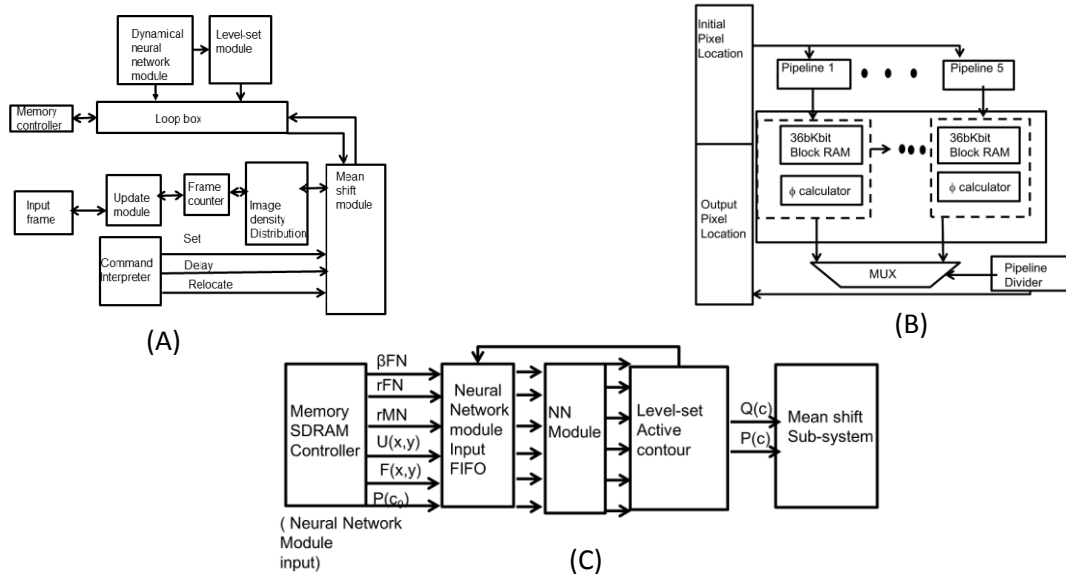 Dynamical
neural
network
module
Level-set
module
Memory
controller
Loop box
Input
frame
Update
module
Frame
counter
Image
density
Distribution
Mean
shift
module
Command
Interpreter
Set
Delay
Relocate
(A)
Initial
Pixel
Location
Output
Pixel
Location
Pipeline 1
Pipeline 5
36bKbit
Block RAM
ϕ calculator
36bKbit
Block RAM
ϕ calculator
MUX
Pipeline
Divider
(B)
Memory
SDRAM
Controller
( Neural Network
Module
input)
βFN
rFN
rMN
U(x,y)
F(x,y)
P(c₀)
Neural
Network
module
Input
FIFO
NN
Module
Level-set
Active
contour
Q(c)
P(c)
Mean shift
Sub-system
(C)